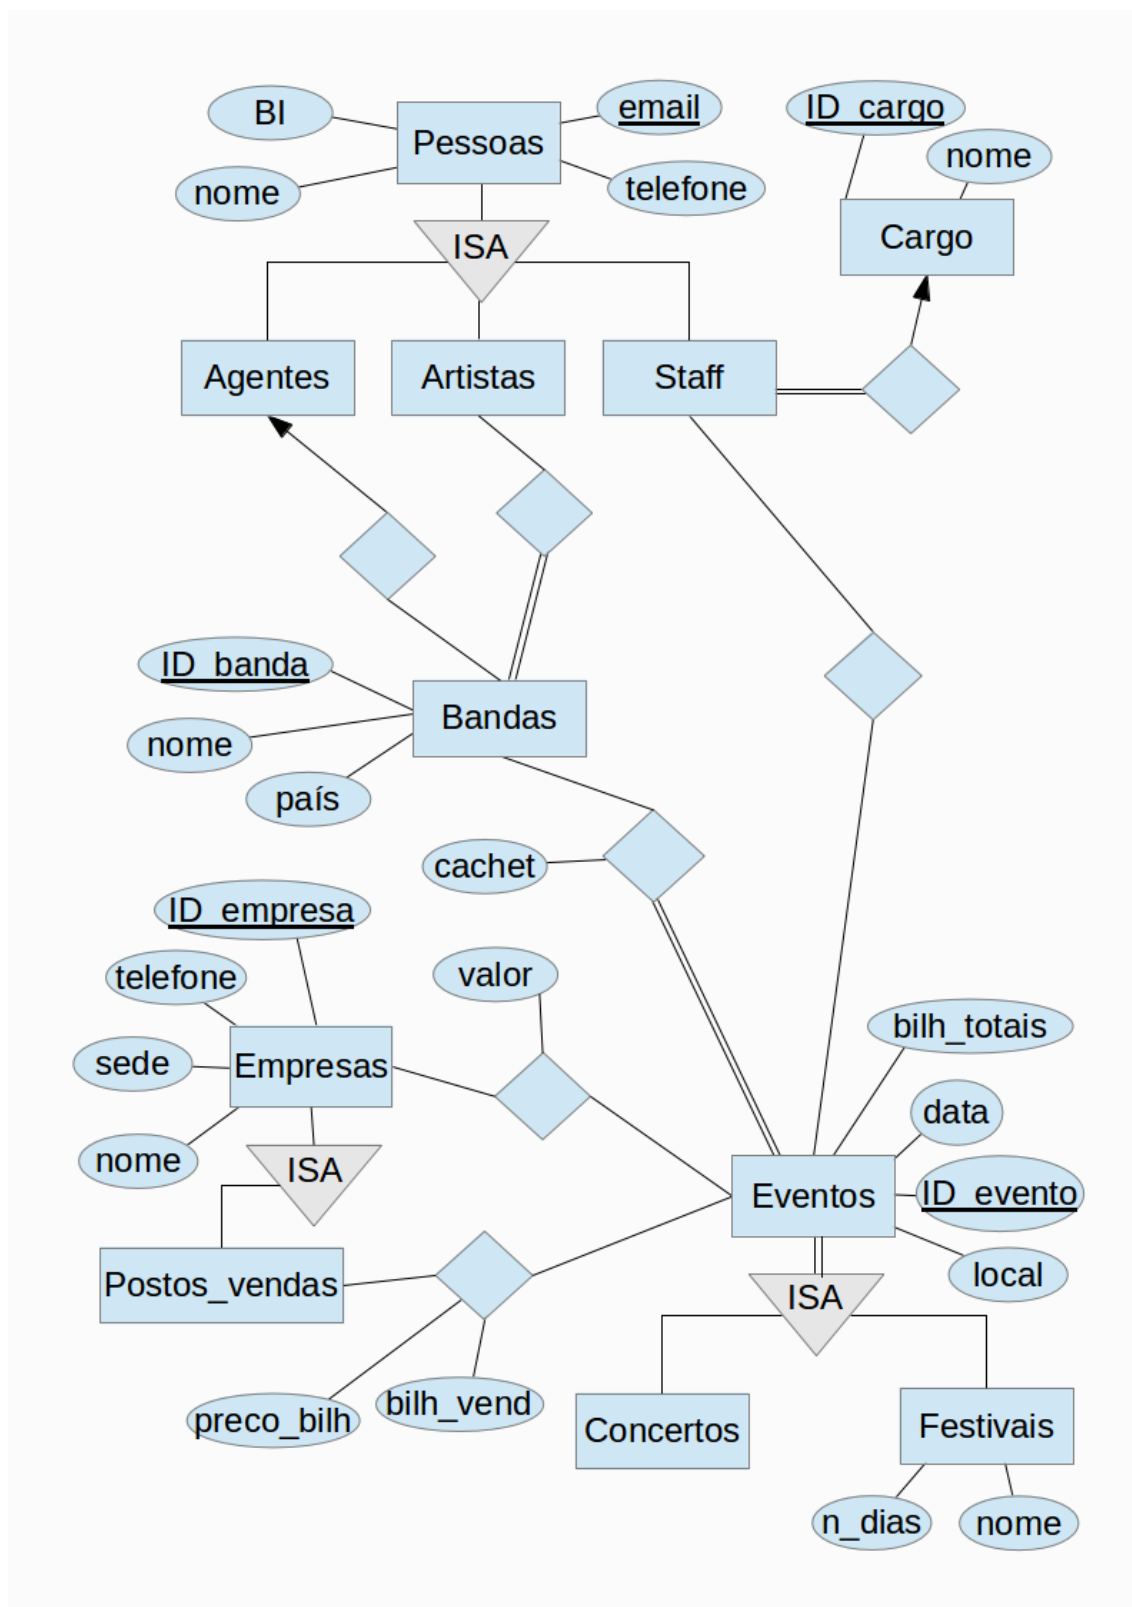 BI
Pessoas
email
nome
telefone
ID_cargo
nome
Cargo
ISA
Agentes
Artistas
Staff
ID_banda
nome
país
Bandas
cachet
ID_empresa
telefone
sede
nome
Empresas
valor
ISA
Postos_vendas
preco_bilh
bilh_vend
bilh_totais
data
Eventos
ID_evento
local
ISA
Concertos
Festivais
n_dias
nome